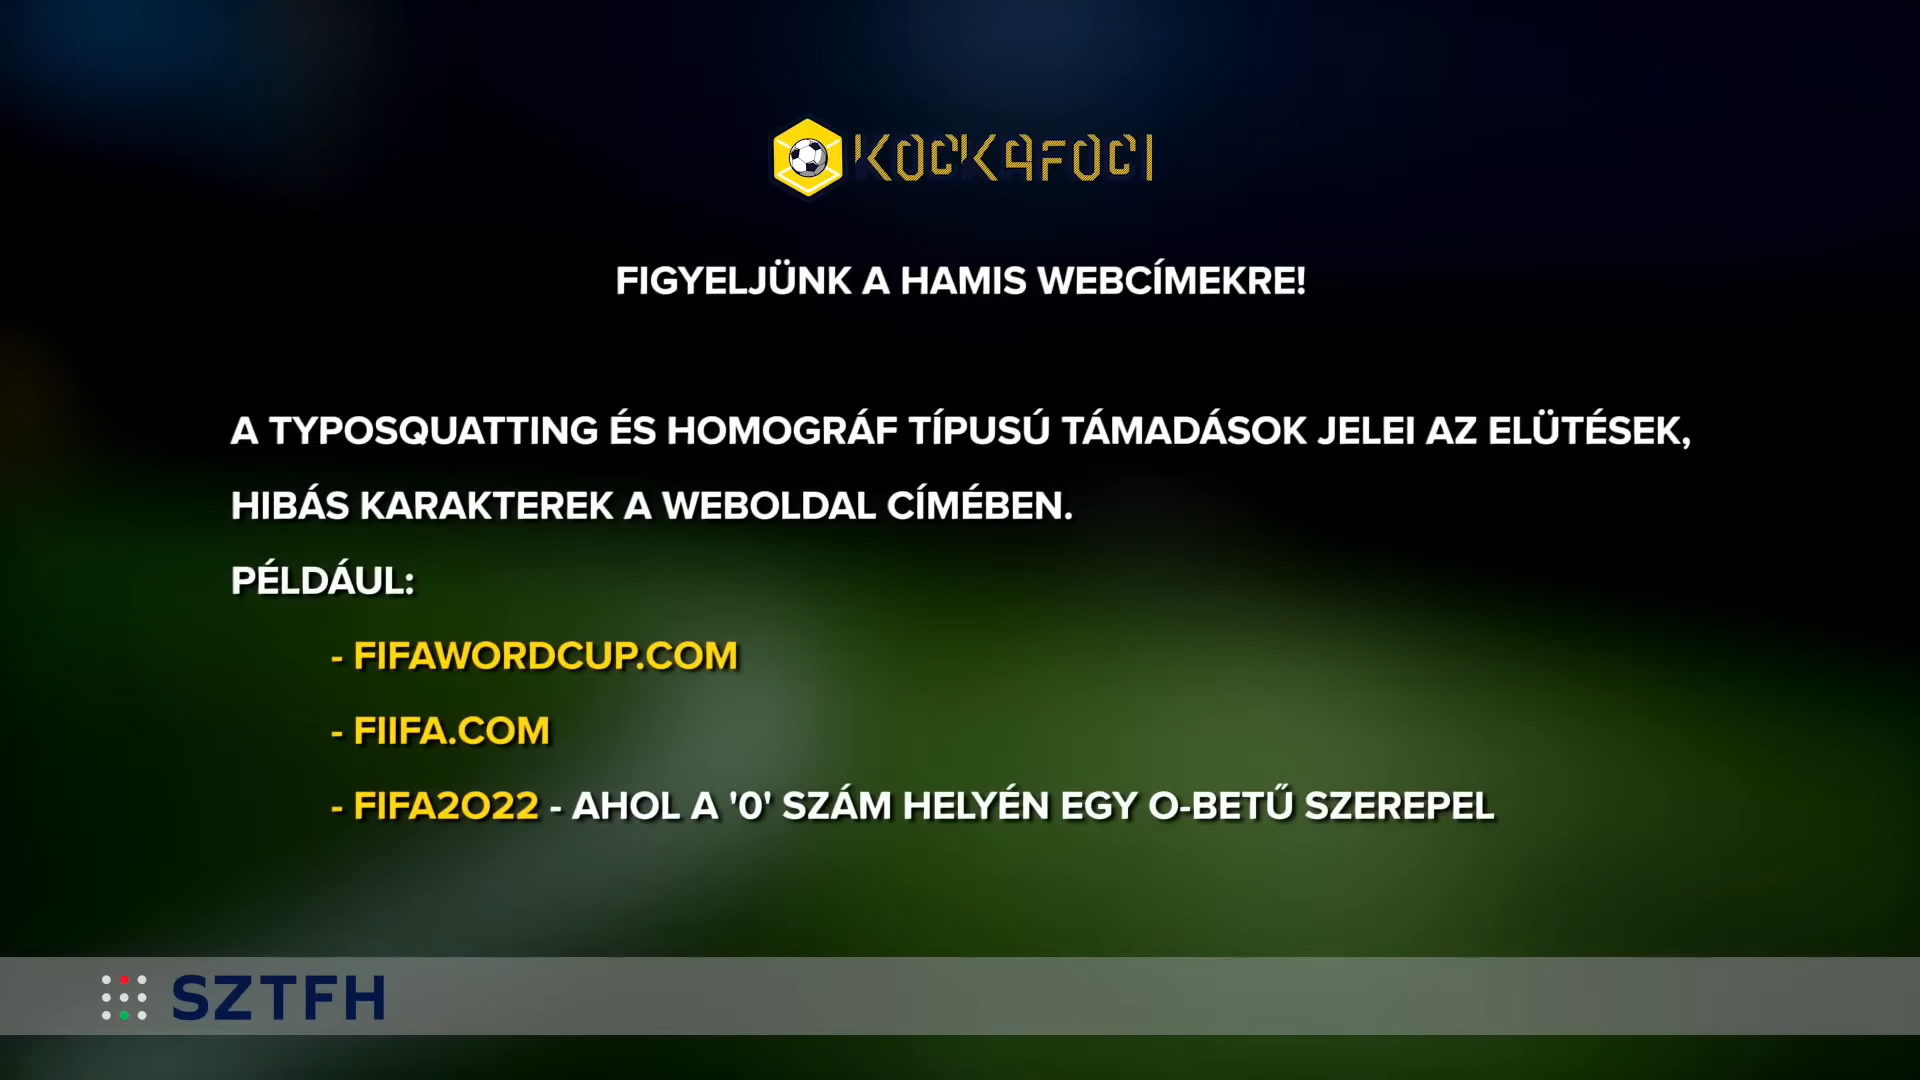 KOCKAFOCI
FIGYELJÜNK A HAMIS WEBCÍMEKRE!
A TYPOSQUATTING ÉS HOMOGRÁF TÍPUSÚ TÁMADÁSOK JELEI AZ ELÜTÉSEK,
HIBÁS KARAKTEREK A WEBOLDAL CÍMÉBEN.
PÉLDÁUL:
- FIFAWORDCUP.COM
- FIIFA.COM
- FIFA2O22 - AHOL A '0' SZÁM HELYÉN EGY O-BETŰ SZEREPEL
SZTFH